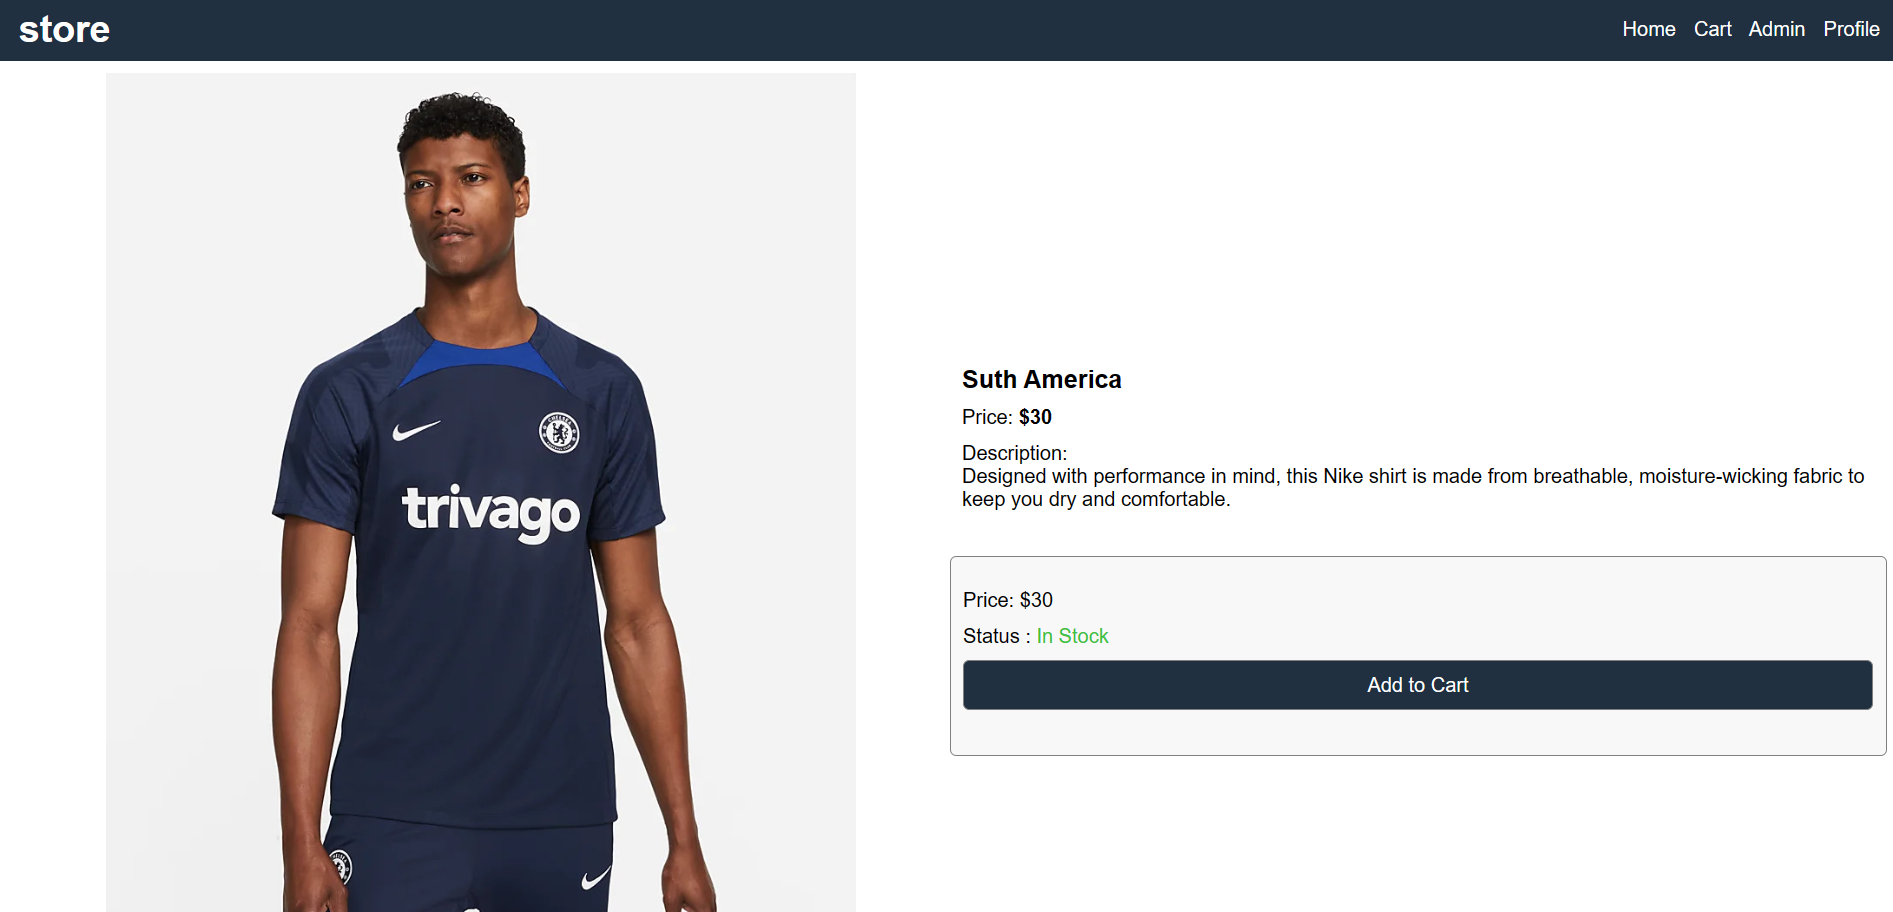 store
Home Cart Admin Profile
CHELSEA
trivago
Suth America
Price: $30
Description:
Designed with performance in mind, this Nike shirt is made from breathable, moisture-wicking fabric to
keep you dry and comfortable.
Price: $30
Status : In Stock
Add to Cart